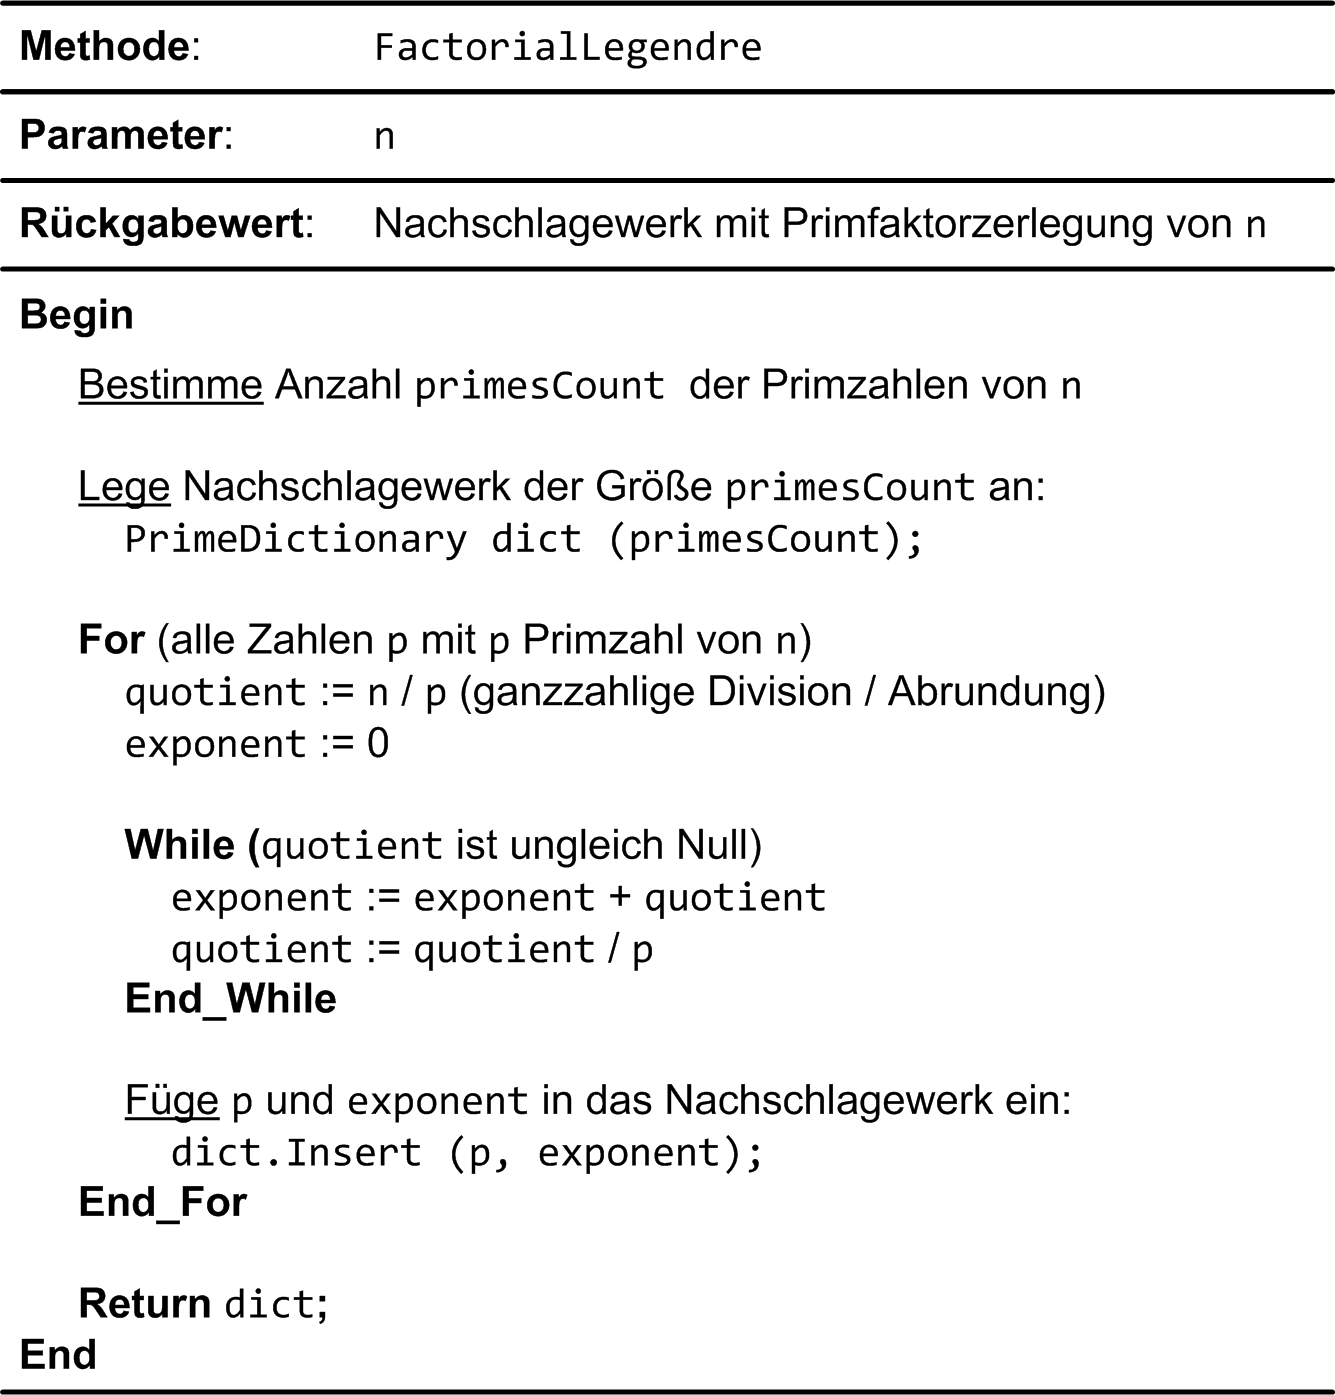 Methode: FactorialLegendre
Parameter: n
Rückgabewert: Nachschlagewerk mit Primfaktorzerlegung von n
Begin
Bestimme Anzahl primesCount der Primzahlen von n
Lege Nachschlagewerk der Größe primesCount an:
PrimeDictionary dict (primesCount);
For (alle Zahlen p mit p Primzahl von n)
quotient := n / p (ganzzahlige Division / Abrundung)
exponent := 0
While (quotient ist ungleich Null)
exponent := exponent + quotient
quotient := quotient / p
End_While
Füge p und exponent in das Nachschlagewerk ein:
dict.Insert (p, exponent);
End_For
Return dict;
End